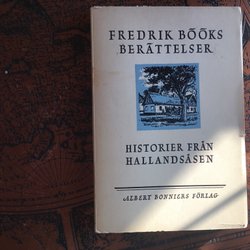 FREDRIK BÖÖKS
BERÄTTELSER
HISTORIER FRÅN
HALLANDSÅSEN
ALBERT BONNIERS FÖRLAG